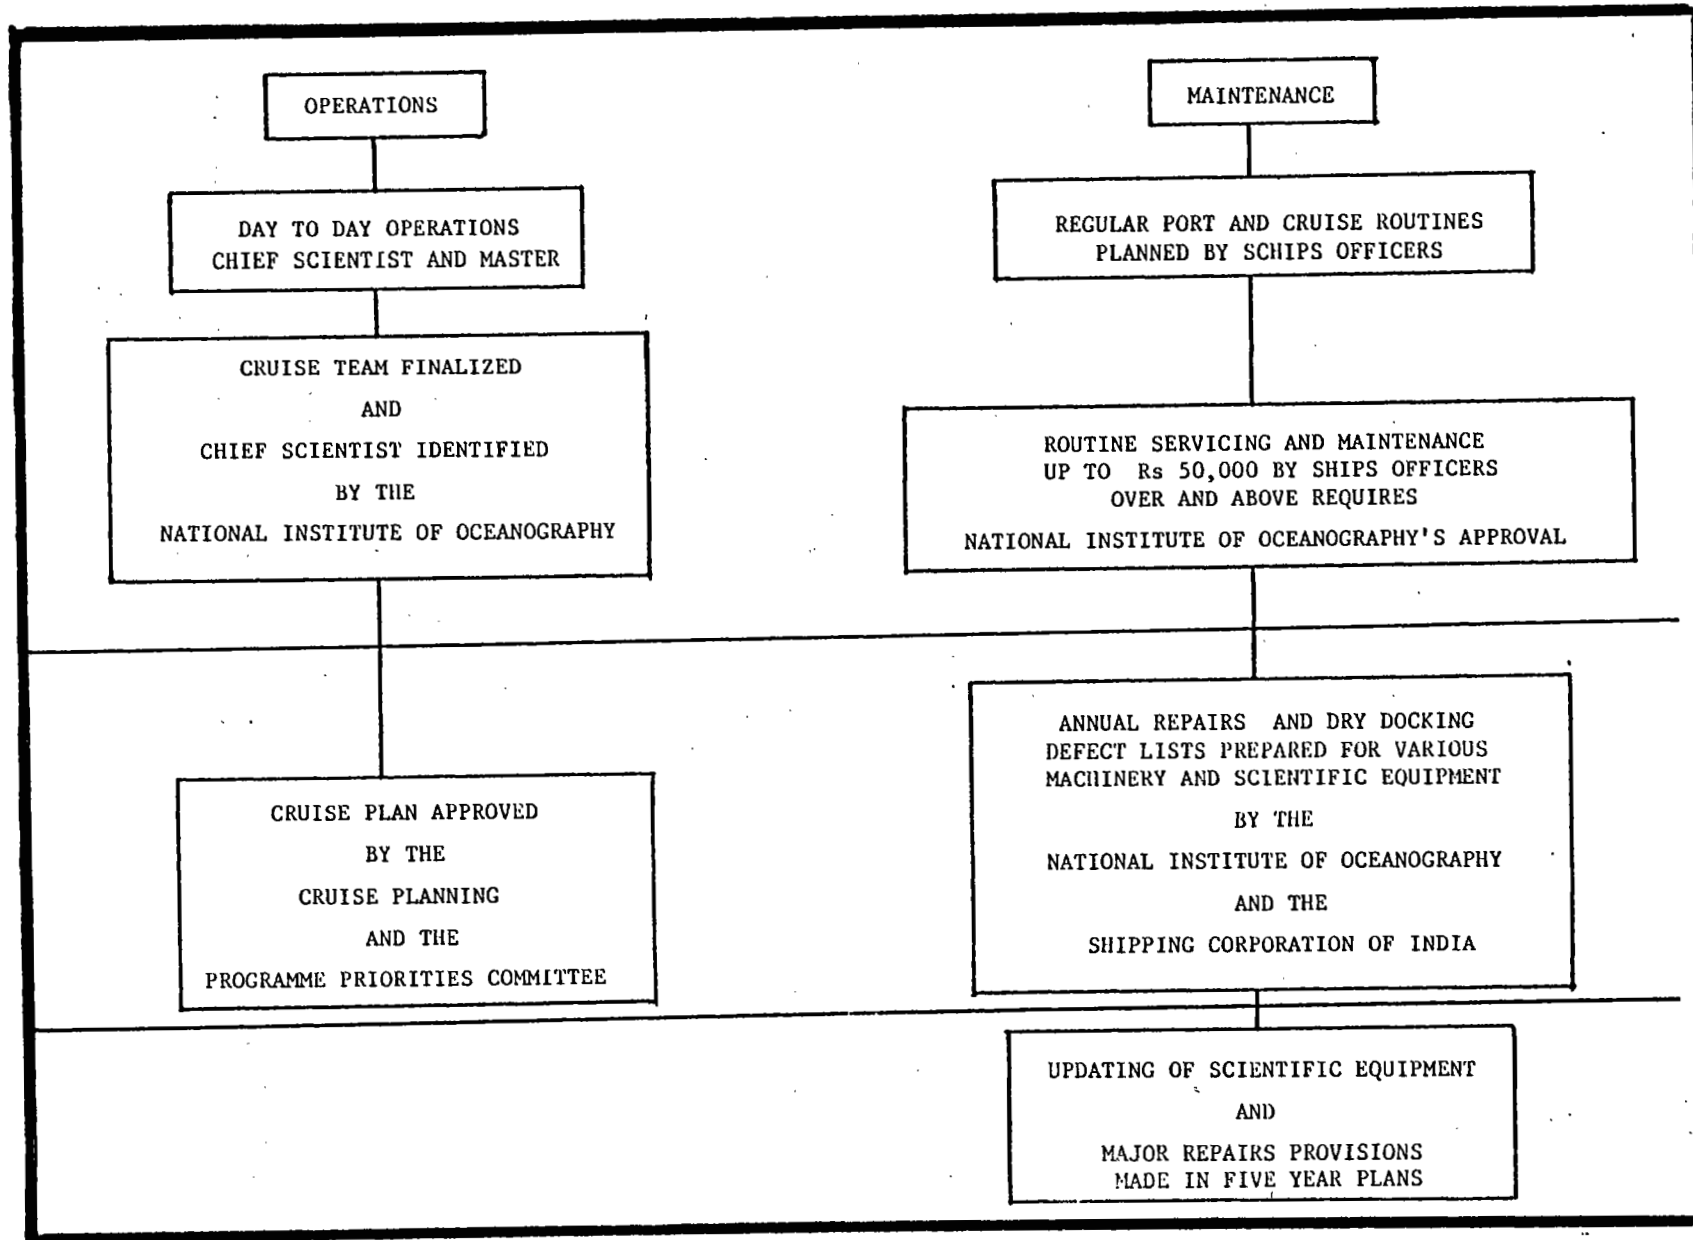 OPERATIONS
DAY TO DAY OPERATIONS
CHIEF SCIENTIST AND MASTER
CRUISE TEAM FINALIZED
AND
CHIEF SCIENTIST IDENTIFIED
BY THE
NATIONAL INSTITUTE OF OCEANOGRAPHY
CRUISE PLAN APPROVED
BY THE
CRUISE PLANNING
AND THE
PROGRAMME PRIORITIES COMMITTEE
MAINTENANCE
REGULAR PORT AND CRUISE ROUTINES
PLANNED BY SCHIPS OFFICERS
ROUTINE SERVICING AND MAINTENANCE
UP TO Rs 50,000 BY SHIPS OFFICERS
OVER AND ABOVE REQUIRES
NATIONAL INSTITUTE OF OCEANOGRAPHY'S APPROVAL
ANNUAL REPAIRS AND DRY DOCKING
DEFECT LISTS PREPARED FOR VARIOUS
MACHINERY AND SCIENTIFIC EQUIPMENT
BY THE
NATIONAL INSTITUTE OF OCEANOGRAPHY
AND THE
SHIPPING CORPORATION OF INDIA
UPDATING OF SCIENTIFIC EQUIPMENT
AND
MAJOR REPAIRS PROVISIONS
MADE IN FIVE YEAR PLANS